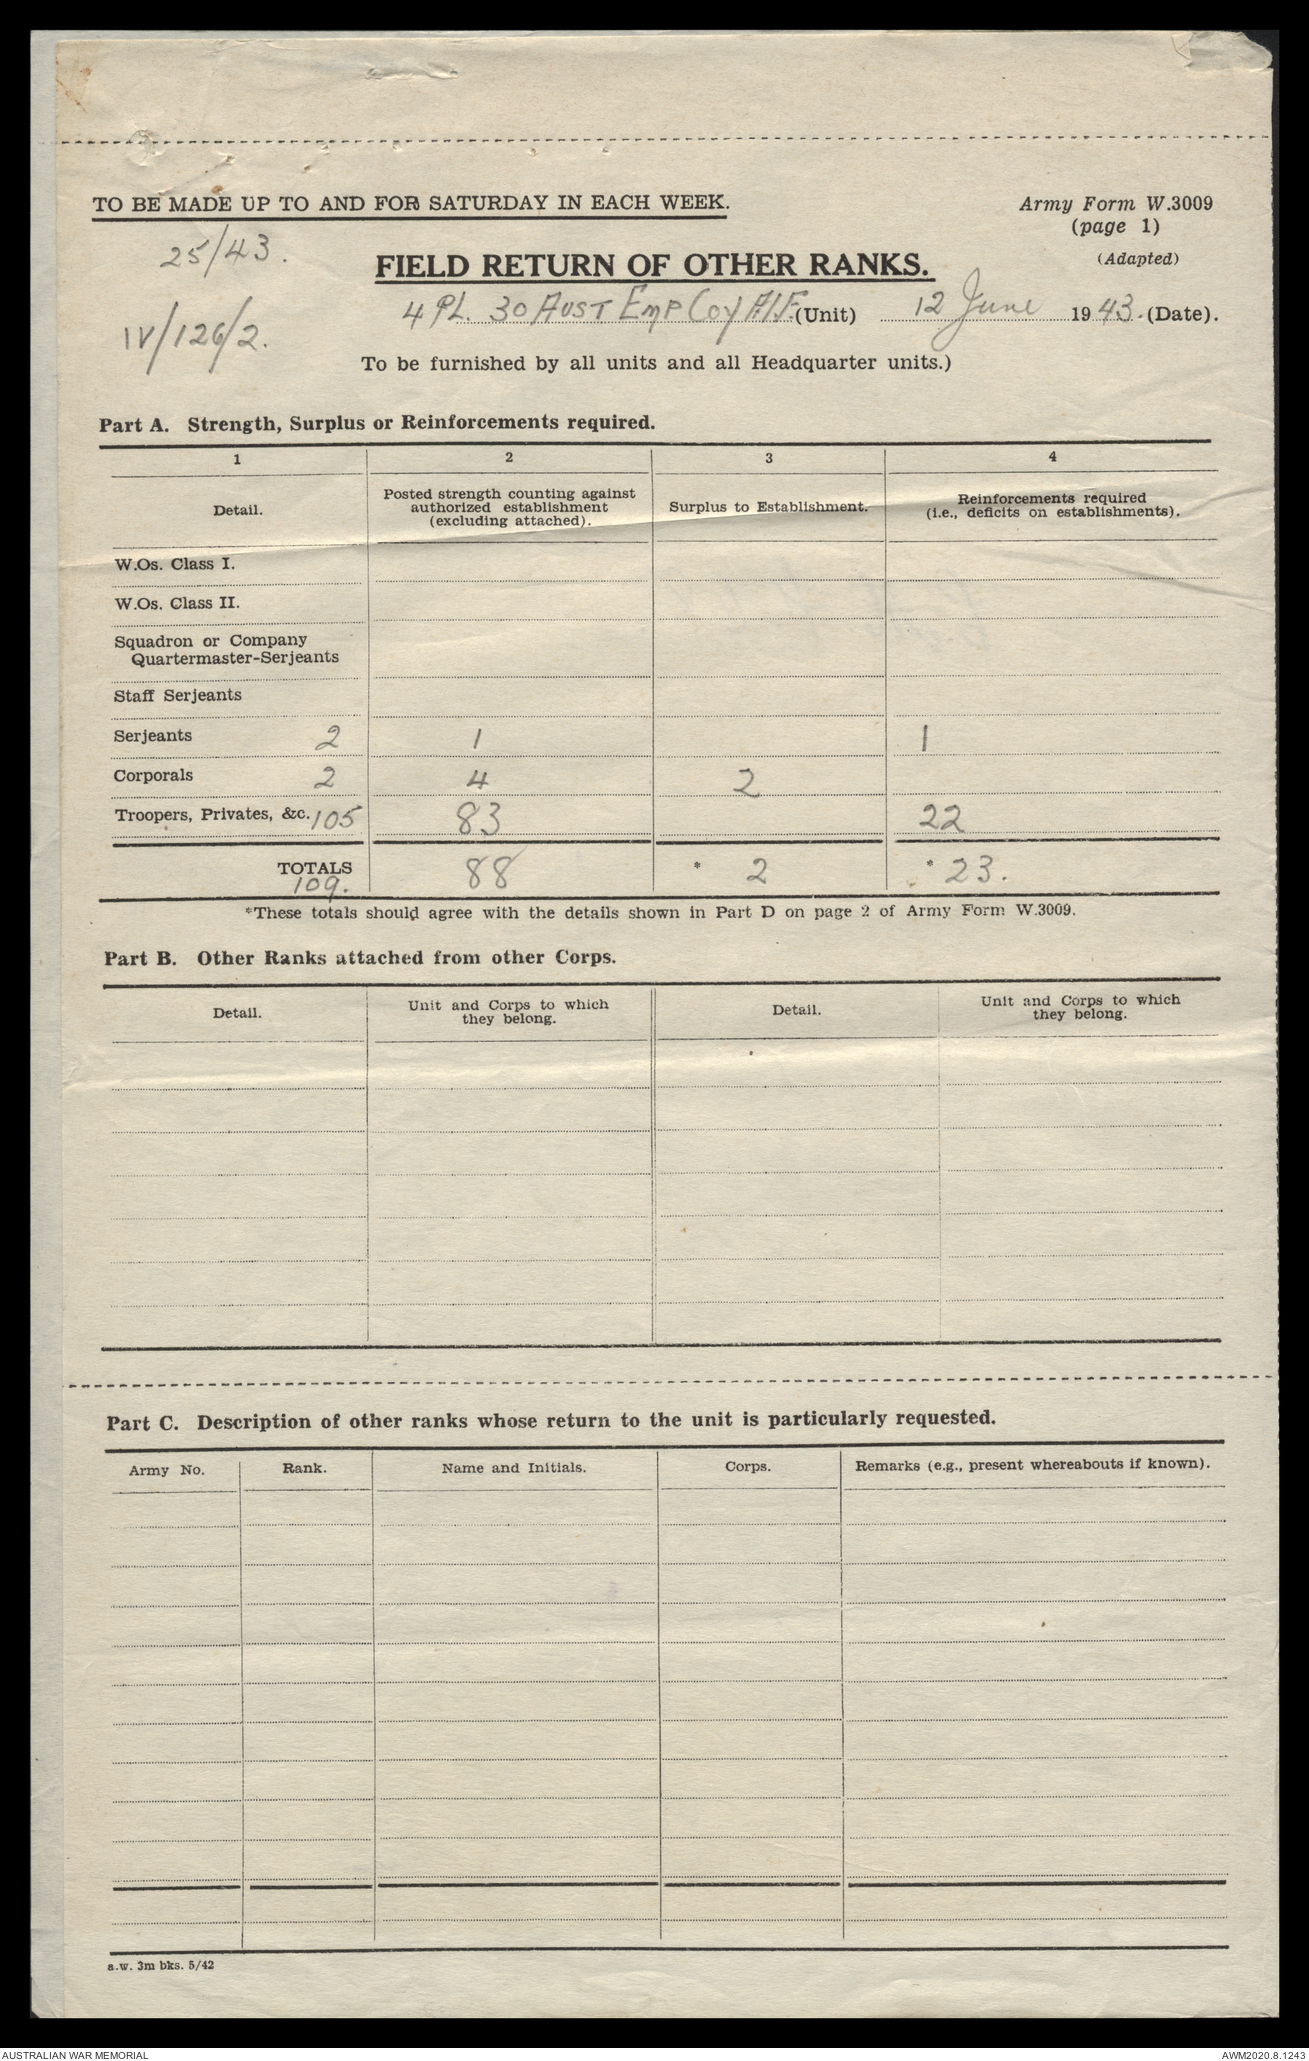 TO BE MADE UP TO AND FOR SATURDAY IN EACH WEEK.
Army Form W.3009
(page 1)
(Adapted)
25/43.
FIELD RETURN OF OTHER RANKS.
4 PL. 30 AUST EMP COY A.I.F. (Unit) 12 June 1943. (Date).
IV/126/2.
To be furnished by all units and all Headquarter units.)
Part A. Strength, Surplus or Reinforcements required.
1 2 3 4
Detail.
Posted strength counting against
authorized establishment
(excluding attached).
Surplus to Establishment.
Reinforcements required
(i.e., deficits on establishments).
W.Os. Class I.
W.Os. Class II.
Squadron or Company
Quartermaster-Serjeants
Staff Serjeants
Serjeants 2 1 1
Corporals 2 4 2
Troopers, Privates, &c. 105 83 22
TOTALS 88 * 2 * 23.
109.
*These totals should agree with the details shown in Part D on page 2 of Army Form W.3009.
Part B. Other Ranks attached from other Corps.
Detail.
Unit and Corps to which
they belong.
Detail.
Unit and Corps to which
they belong.
Part C. Description of other ranks whose return to the unit is particularly requested.
Army No. Rank. Name and Initials. Corps. Remarks (e.g., present whereabouts if known).
a.w. 3m bks. 5/42
AUSTRALIAN WAR MEMORIAL AWM2020.8.1243